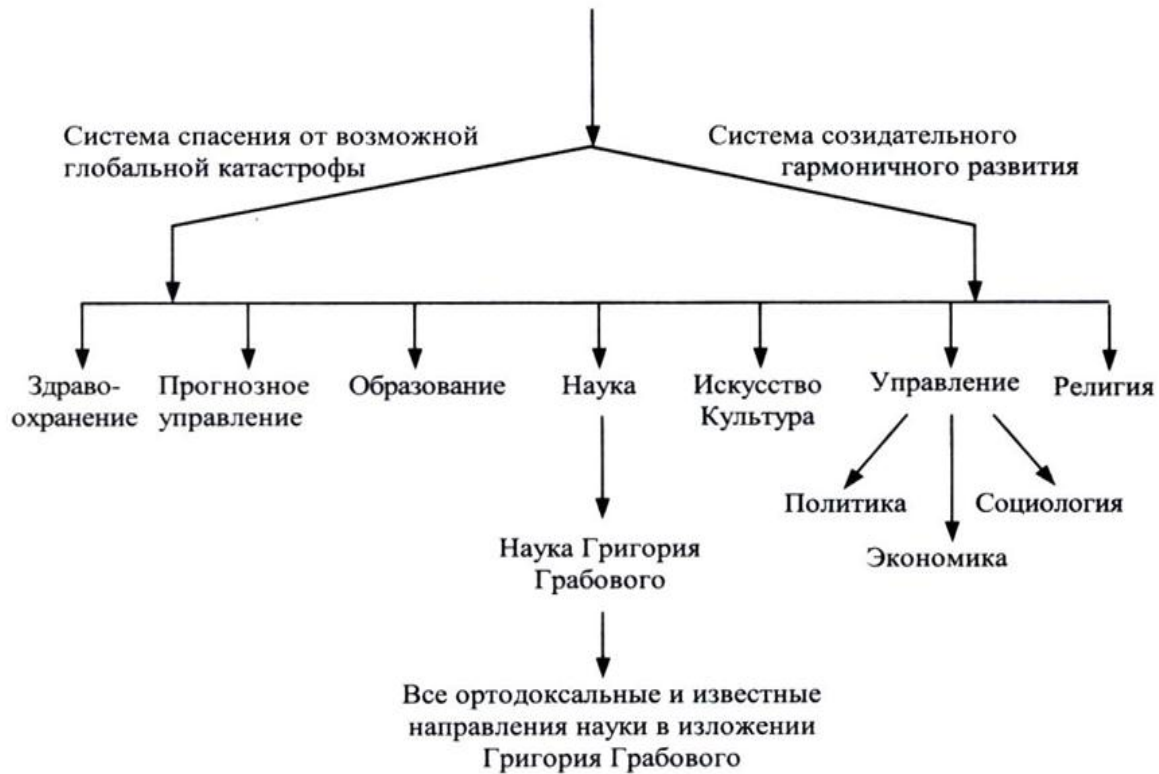 Система спасения от возможной
глобальной катастрофы
Система созидательного
гармоничного развития
Здраво-
охранение
Прогнозное
управление
Образование
Наука
Искусство
Культура
Управление
Религия
Политика
Социология
Экономика
Наука Григория
Грабового
Все ортодоксальные и известные
направления науки в изложении
Григория Грабового